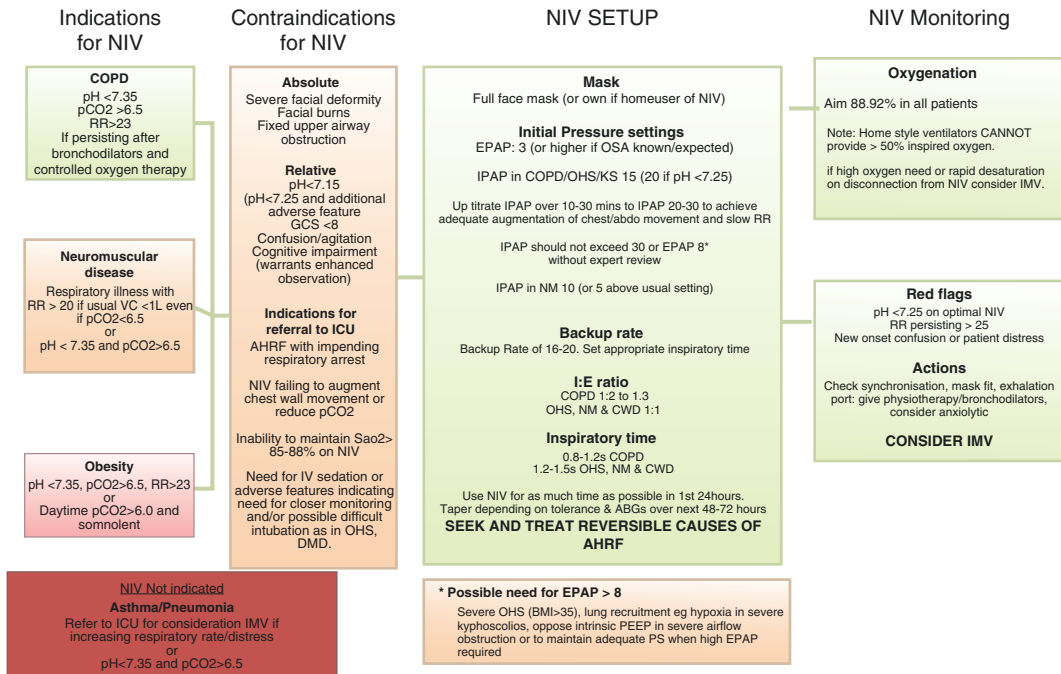 Indications
for NIV
COPD
pH <7.35
pCO2 >6.5
RR>23
If persisting after
bronchodilators and
controlled oxygen therapy
Neuromuscular
disease
Respiratory illness with
RR > 20 if usual VC <1L even
if pCO2<6.5
or
pH < 7.35 and pCO2>6.5
Obesity
pH <7.35, pCO2>6.5, RR>23
or
Daytime pCO2>6.0 and
somnolent
NIV Not indicated
Asthma/Pneumonia
Refer to ICU for consideration IMV if
increasing respiratory rate/distress
or
pH<7.35 and pCO2>6.5
Contraindications
for NIV
Absolute
Severe facial deformity
Facial burns
Fixed upper airway
obstruction
Relative
pH<7.15
(pH<7.25 and additional
adverse feature
GCS <8
Confusion/agitation
Cognitive impairment
(warrants enhanced
observation)
Indications for
referral to ICU
AHRF with impending
respiratory arrest
NIV failing to augment
chest wall movement or
reduce pCO2
Inability to maintain Sao2>
85-88% on NIV
Need for IV sedation or
adverse features indicating
need for closer monitoring
and/or possible difficult
intubation as in OHS,
DMD.
NIV SETUP
Mask
Full face mask (or own if homeuser of NIV)
Initial Pressure settings
EPAP: 3 (or higher if OSA known/expected)
IPAP in COPD/OHS/KS 15 (20 if pH <7.25)
Up titrate IPAP over 10-30 mins to IPAP 20-30 to achieve
adequate augmentation of chest/abdo movement and slow RR
IPAP should not exceed 30 or EPAP 8*
without expert review
IPAP in NM 10 (or 5 above usual setting)
Backup rate
Backup Rate of 16-20. Set appropriate inspiratory time
I:E ratio
COPD 1:2 to 1.3
OHS, NM & CWD 1:1
Inspiratory time
0.8-1.2s COPD
1.2-1.5s OHS, NM & CWD
Use NIV for as much time as possible in 1st 24hours.
Taper depending on tolerance & ABGs over next 48-72 hours
SEEK AND TREAT REVERSIBLE CAUSES OF
AHRF
* Possible need for EPAP > 8
Severe OHS (BMI>35), lung recruitment eg hypoxia in severe
kyphoscolios, oppose intrinsic PEEP in severe airflow
obstruction or to maintain adequate PS when high EPAP
required
NIV Monitoring
Oxygenation
Aim 88.92% in all patients
Note: Home style ventilators CANNOT
provide > 50% inspired oxygen.
if high oxygen need or rapid desaturation
on disconnection from NIV consider IMV.
Red flags
pH <7.25 on optimal NIV
RR persisting > 25
New onset confusion or patient distress
Actions
Check synchronisation, mask fit, exhalation
port: give physiotherapy/bronchodilators,
consider anxiolytic
CONSIDER IMV